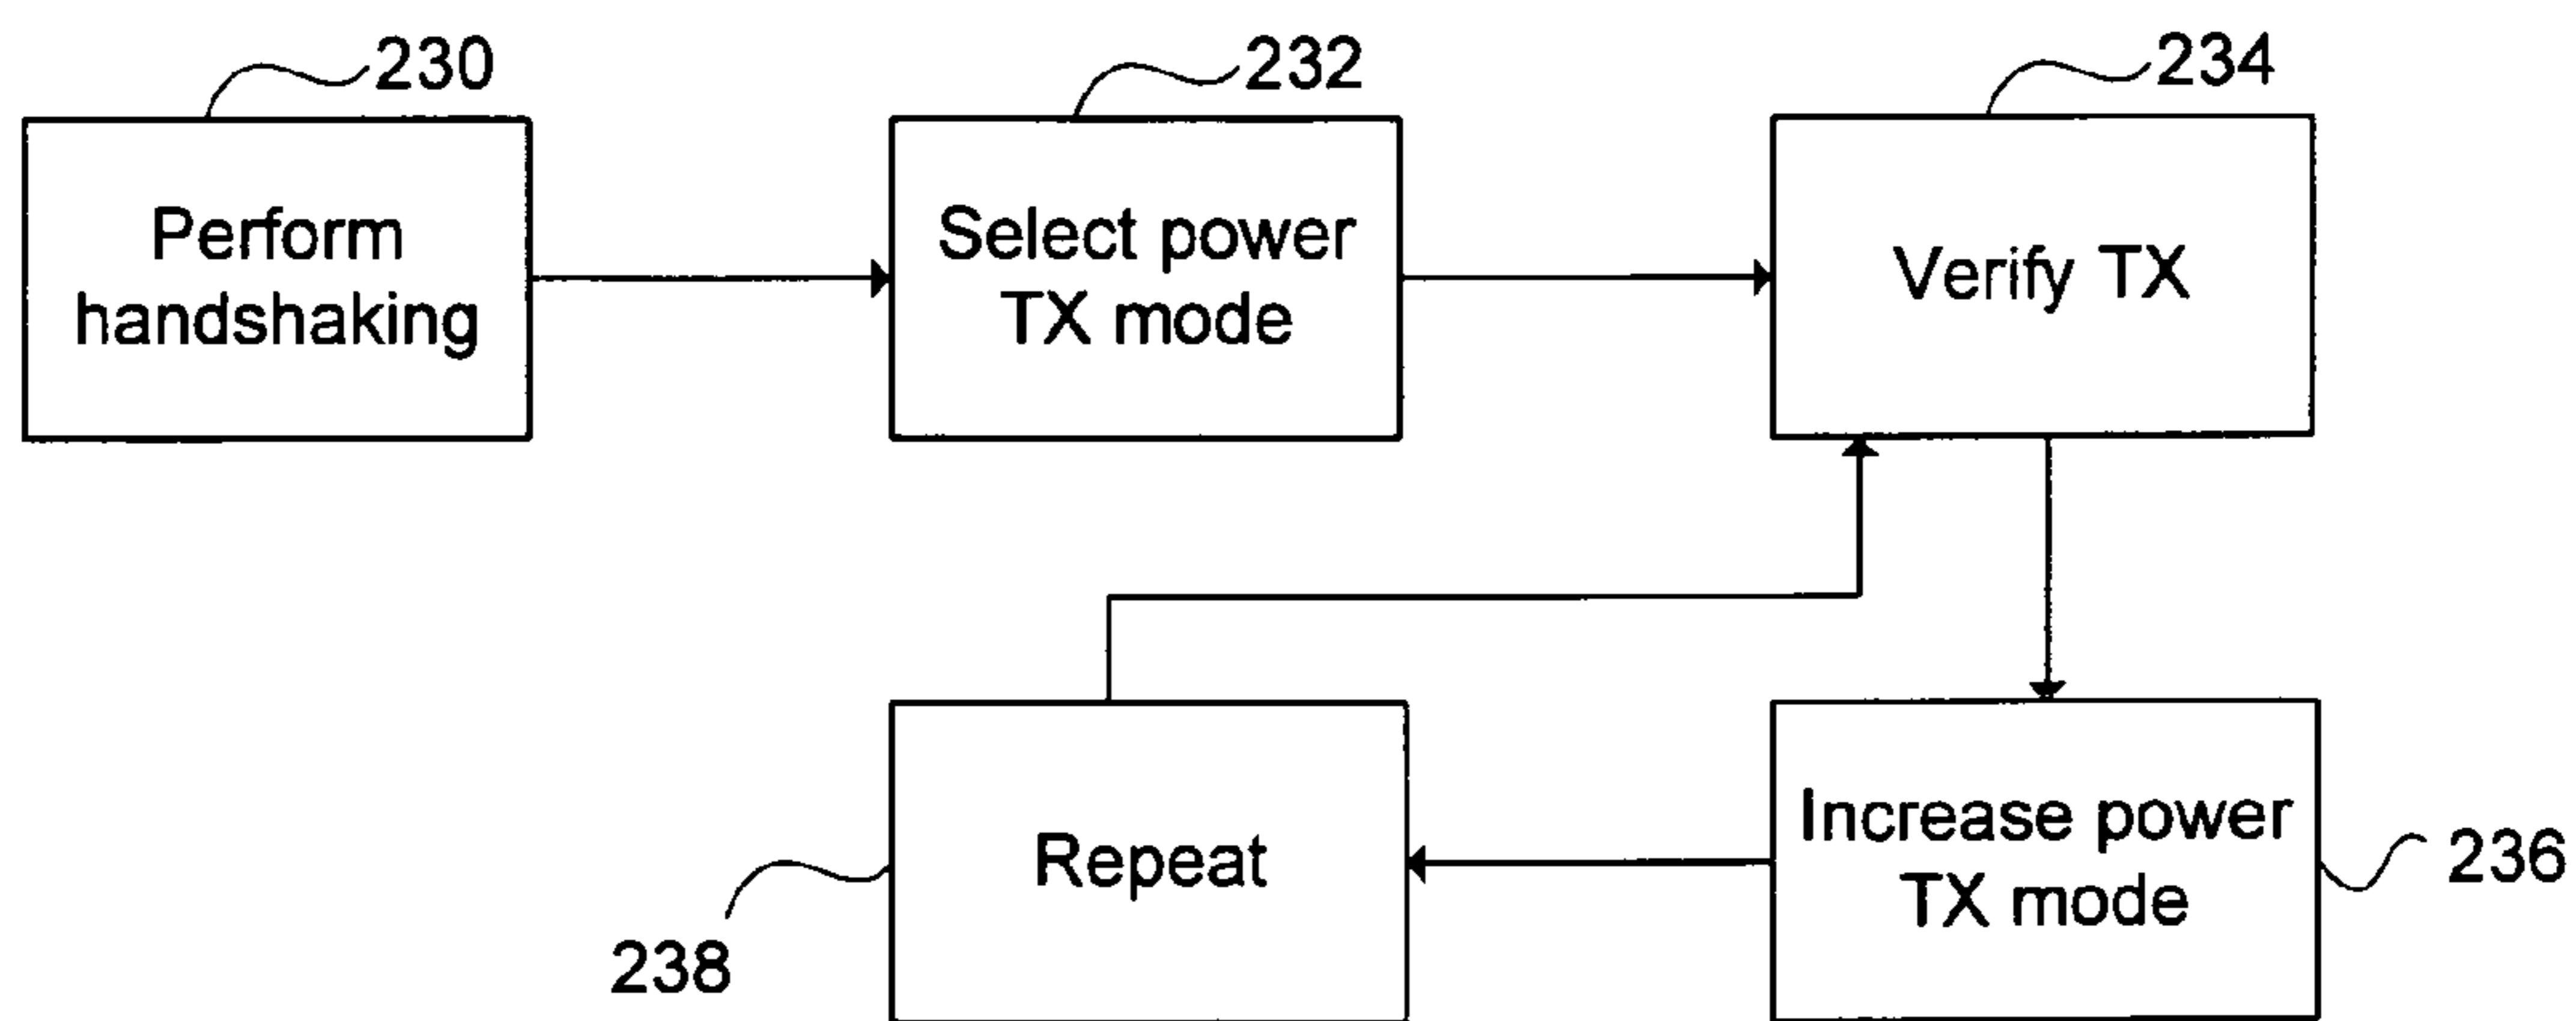 230
232
234
Perform
handshaking
Select power
TX mode
Verify TX
Repeat
Increase power
TX mode
236
238